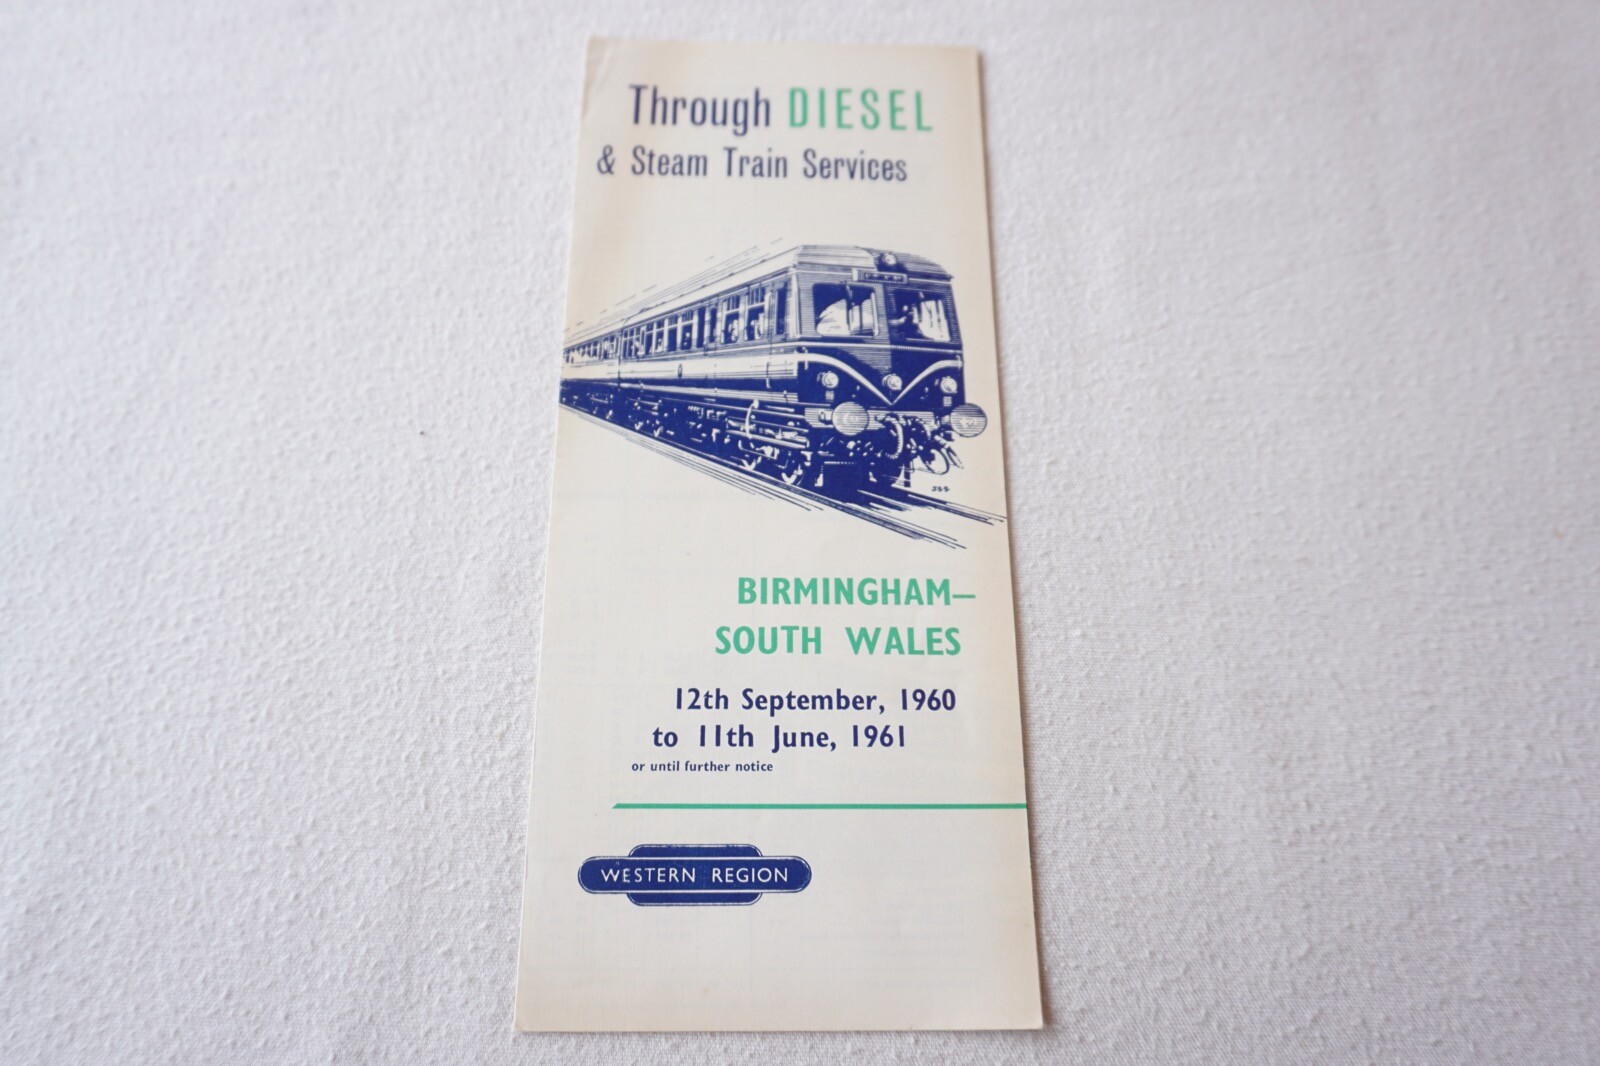 Through DIESEL
& Steam Train Services
BIRMINGHAM—
SOUTH WALES
12th September, 1960
to 11th June, 1961
or until further notice
WESTERN REGION